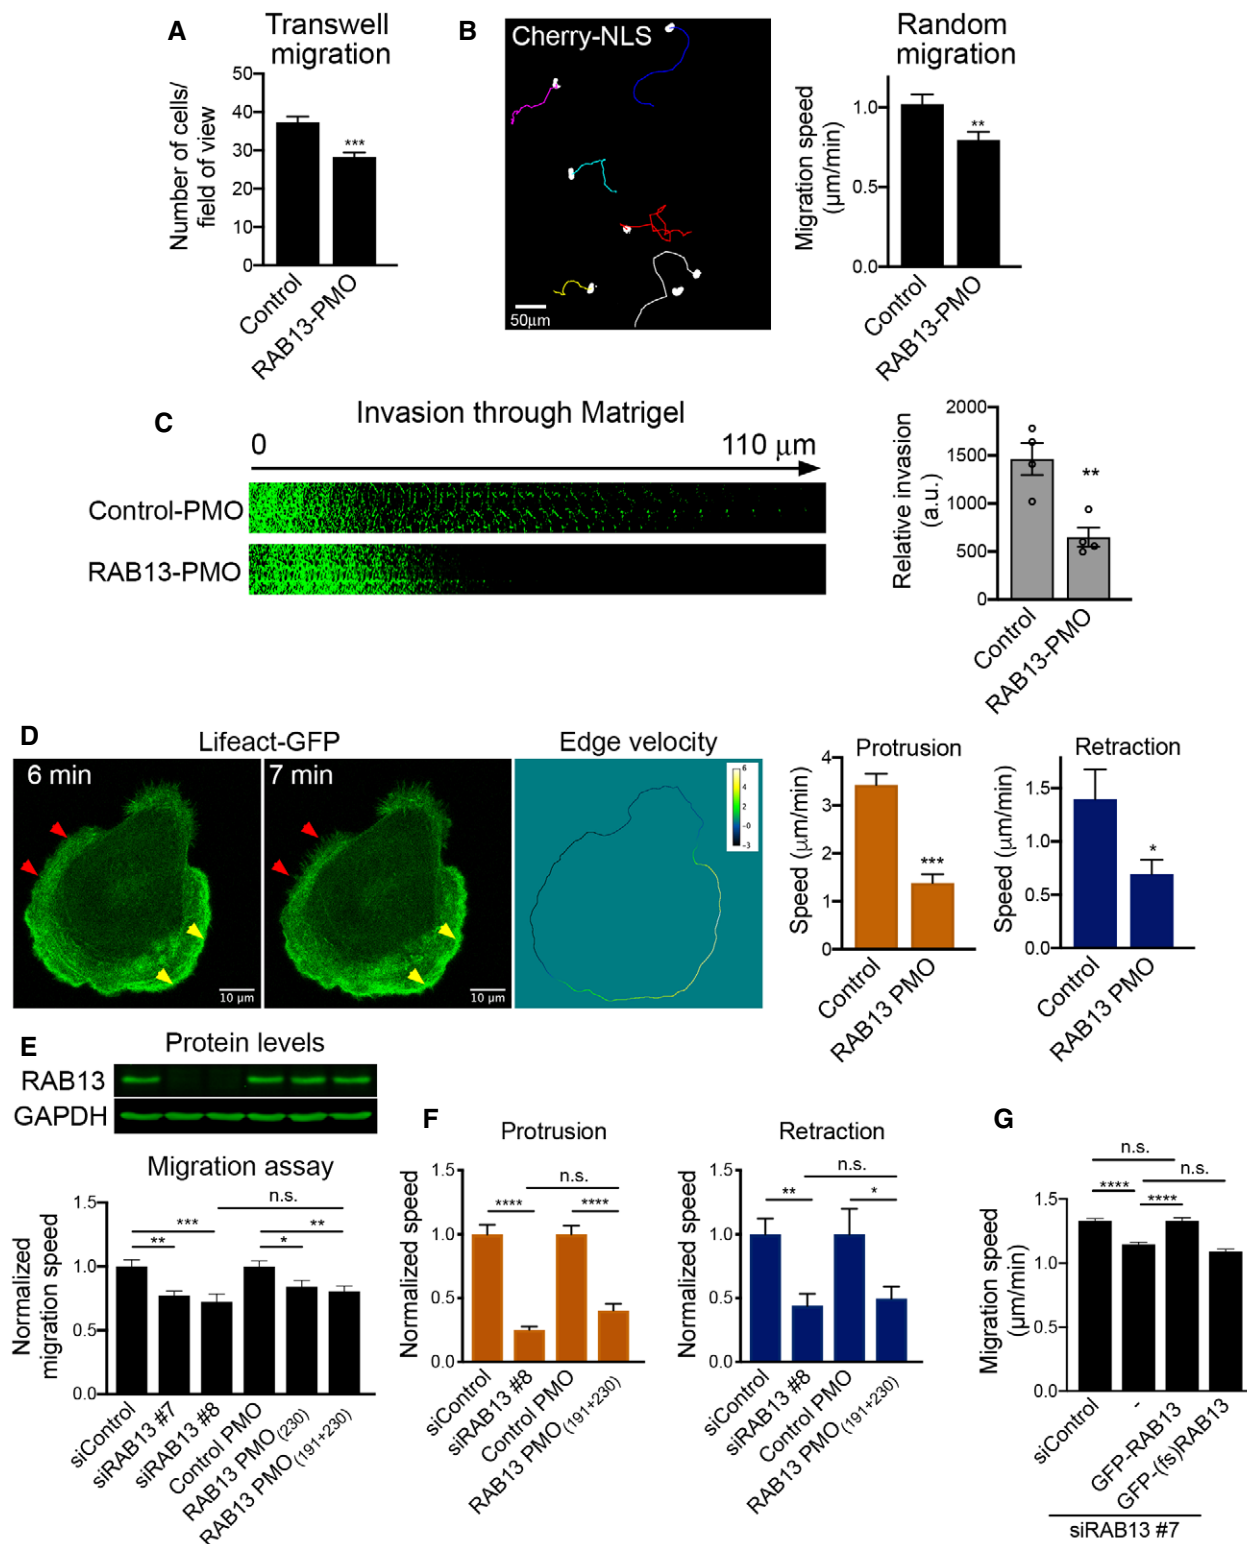 A
Transwell
migration
Number of cells/
field of view
50
40
30
20
10
0
***
Control
RAB13-PMO
B
Cherry-NLS
50μm
Random
migration
Migration speed
(μm/min)
1.0
0.5
0.0
**
Control
RAB13-PMO
C
Invasion through Matrigel
0
110 μm
Control-PMO
RAB13-PMO
Relative invasion
(a.u.)
2000
1500
1000
500
0
**
Control
RAB13-PMO
D
Lifeact-GFP
6 min
10 μm
7 min
10 μm
Edge velocity
6
4
2
-0
-3
Protrusion
Speed (μm/min)
4
3
2
1
0
***
Control
RAB13 PMO
Retraction
Speed (μm/min)
1.5
1.0
0.5
0.0
*
Control
RAB13 PMO
E
Protein levels
RAB13
GAPDH
Migration assay
Normalized
migration speed
1.5
1.0
0.5
0.0
n.s.
***
**
**
*
siControl
siRAB13 #7
siRAB13 #8
Control PMO
RAB13 PMO(230)
RAB13 PMO(191+230)
F
Protrusion
Normalized speed
1.5
1.0
0.5
0.0
n.s.
****
****
siControl
siRAB13 #8
Control PMO
RAB13 PMO(191+230)
Retraction
Normalized speed
1.5
1.0
0.5
0.0
n.s.
**
*
siControl
siRAB13 #8
Control PMO
RAB13 PMO(191+230)
G
Migration speed
(μm/min)
1.5
1.0
0.5
0.0
n.s.
n.s.
****
****
siControl
-
GFP-RAB13
GFP-(fs)RAB13
siRAB13 #7